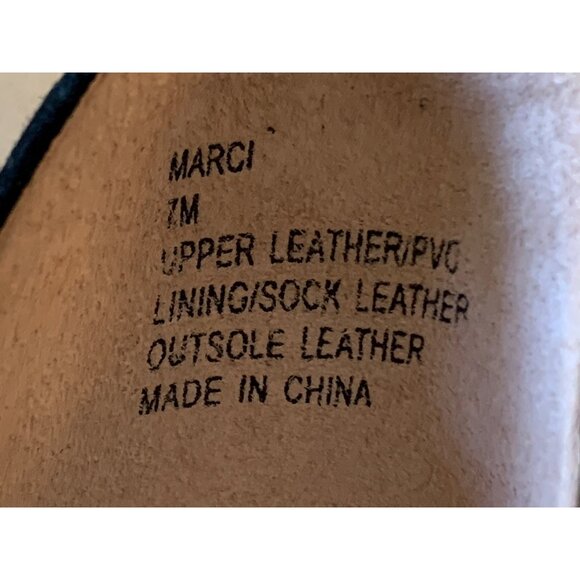 MARCI
7M
UPPER LEATHER/PVC
LINING/SOCK LEATHER
OUTSOLE LEATHER
MADE IN CHINA